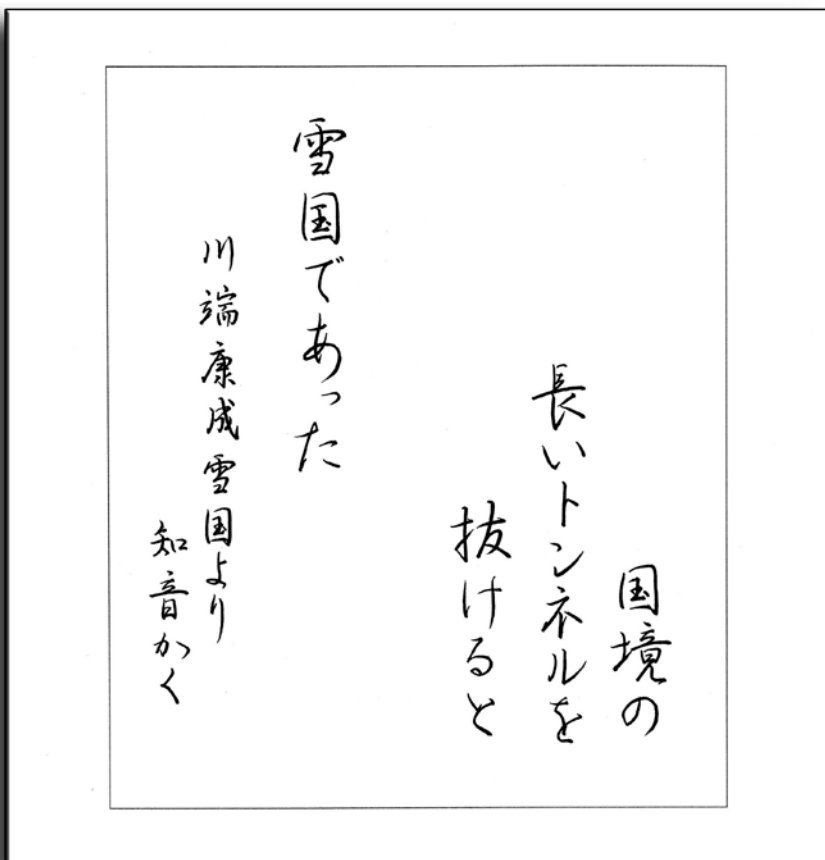 国境の
長いトンネルを
抜けると
雪国であった
川端康成雪国より
知音かく